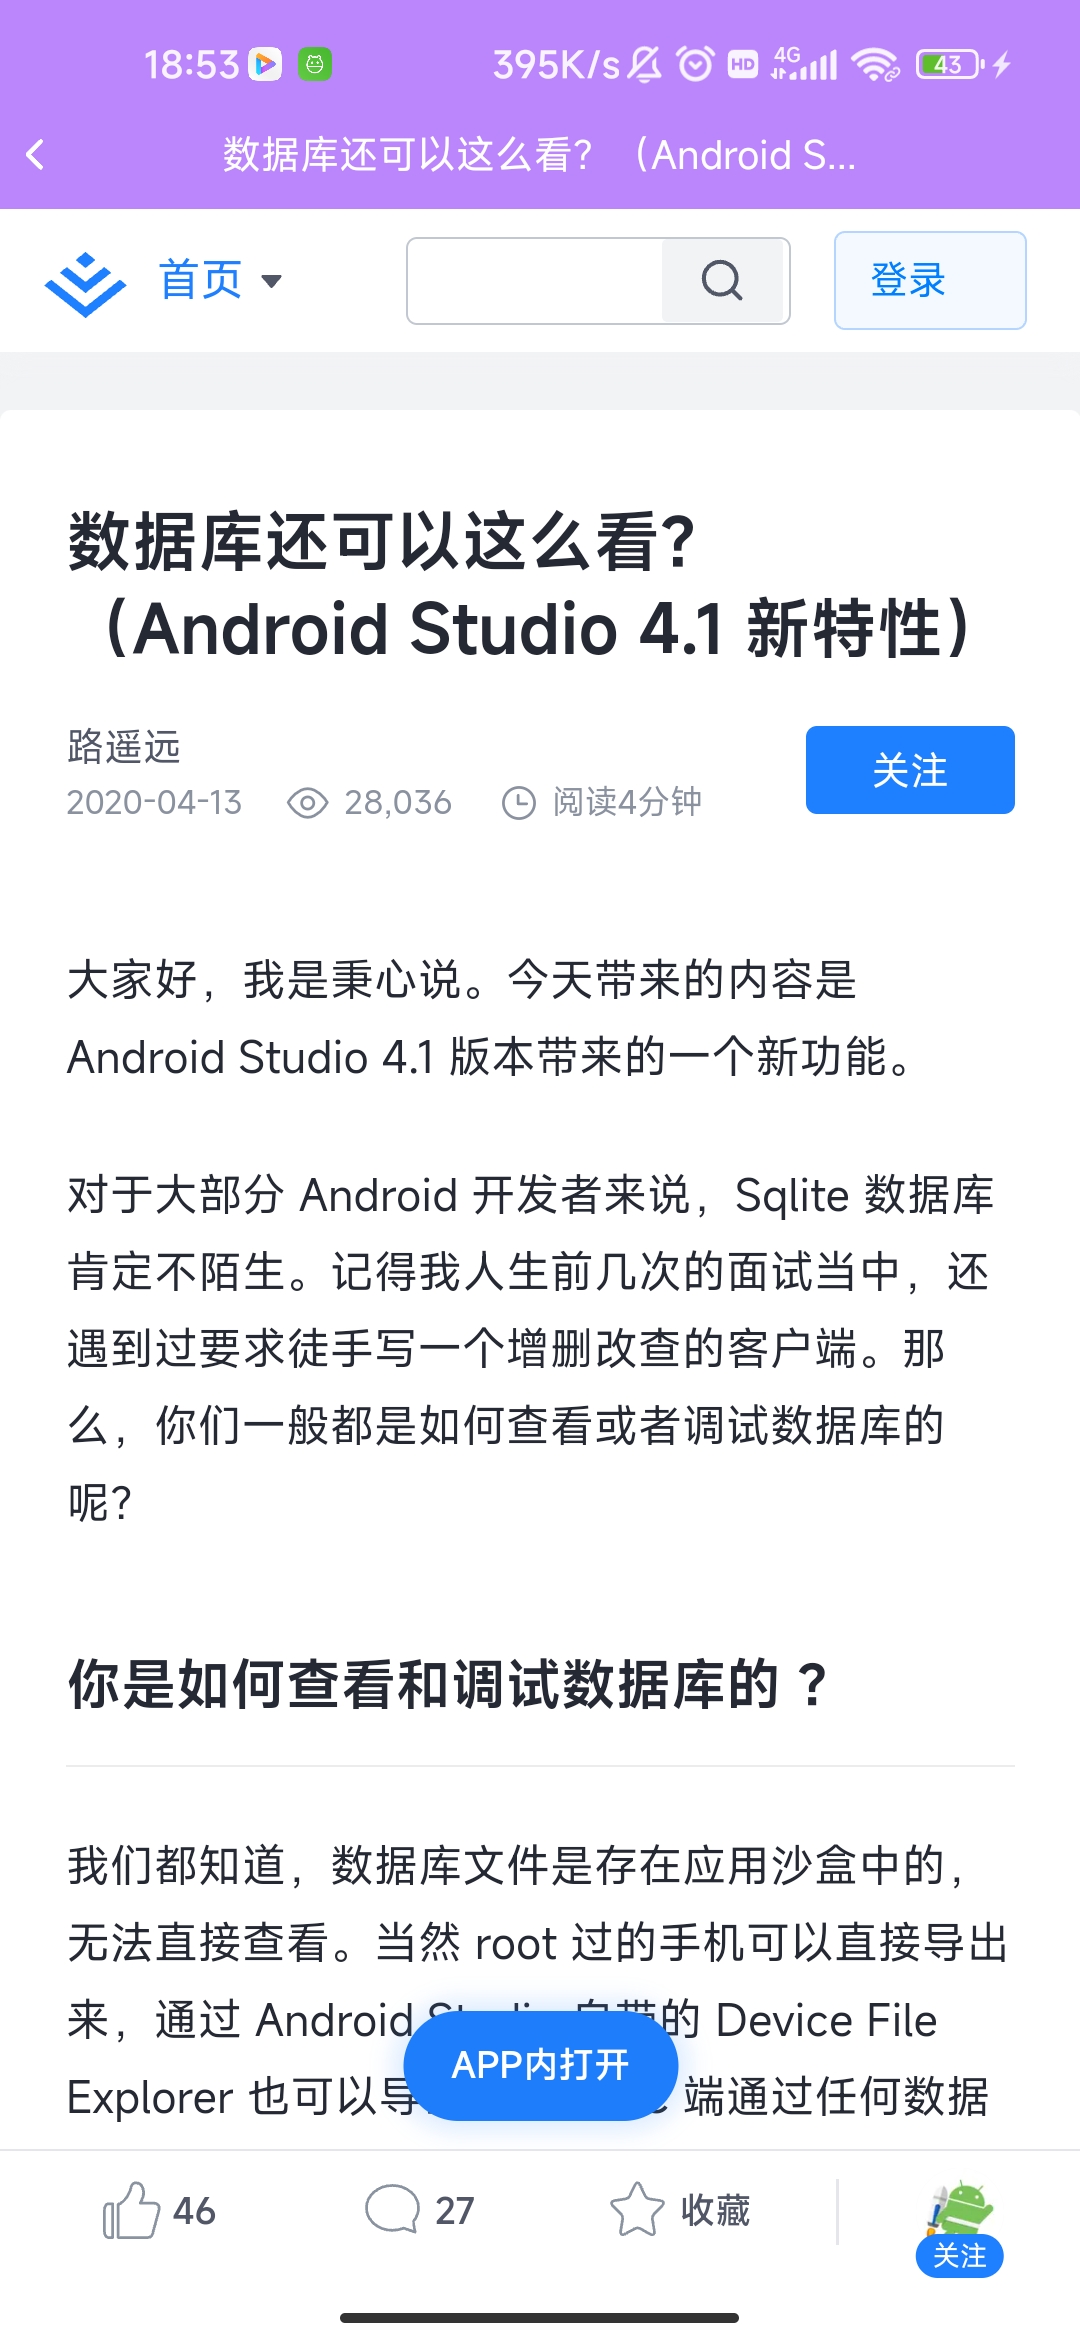 18:53
395K/s
HD
4G
43
数据库还可以这么看？（Android S...
首页
登录
数据库还可以这么看？
（Android Studio 4.1 新特性）
路遥远
2020-04-13
28,036
阅读4分钟
关注
大家好，我是秉心说。今天带来的内容是
Android Studio 4.1 版本带来的一个新功能。
对于大部分 Android 开发者来说，Sqlite 数据库
肯定不陌生。记得我人生前几次的面试当中，还
遇到过要求徒手写一个增删改查的客户端。那
么，你们一般都是如何查看或者调试数据库的
呢？
你是如何查看和调试数据库的 ？
我们都知道，数据库文件是存在应用沙盒中的，
无法直接查看。当然 root 过的手机可以直接导出
来，通过 Android Studio 自带的 Device File
Explorer 也可以导 端通过任何数据
APP内打开
46
27
收藏
关注